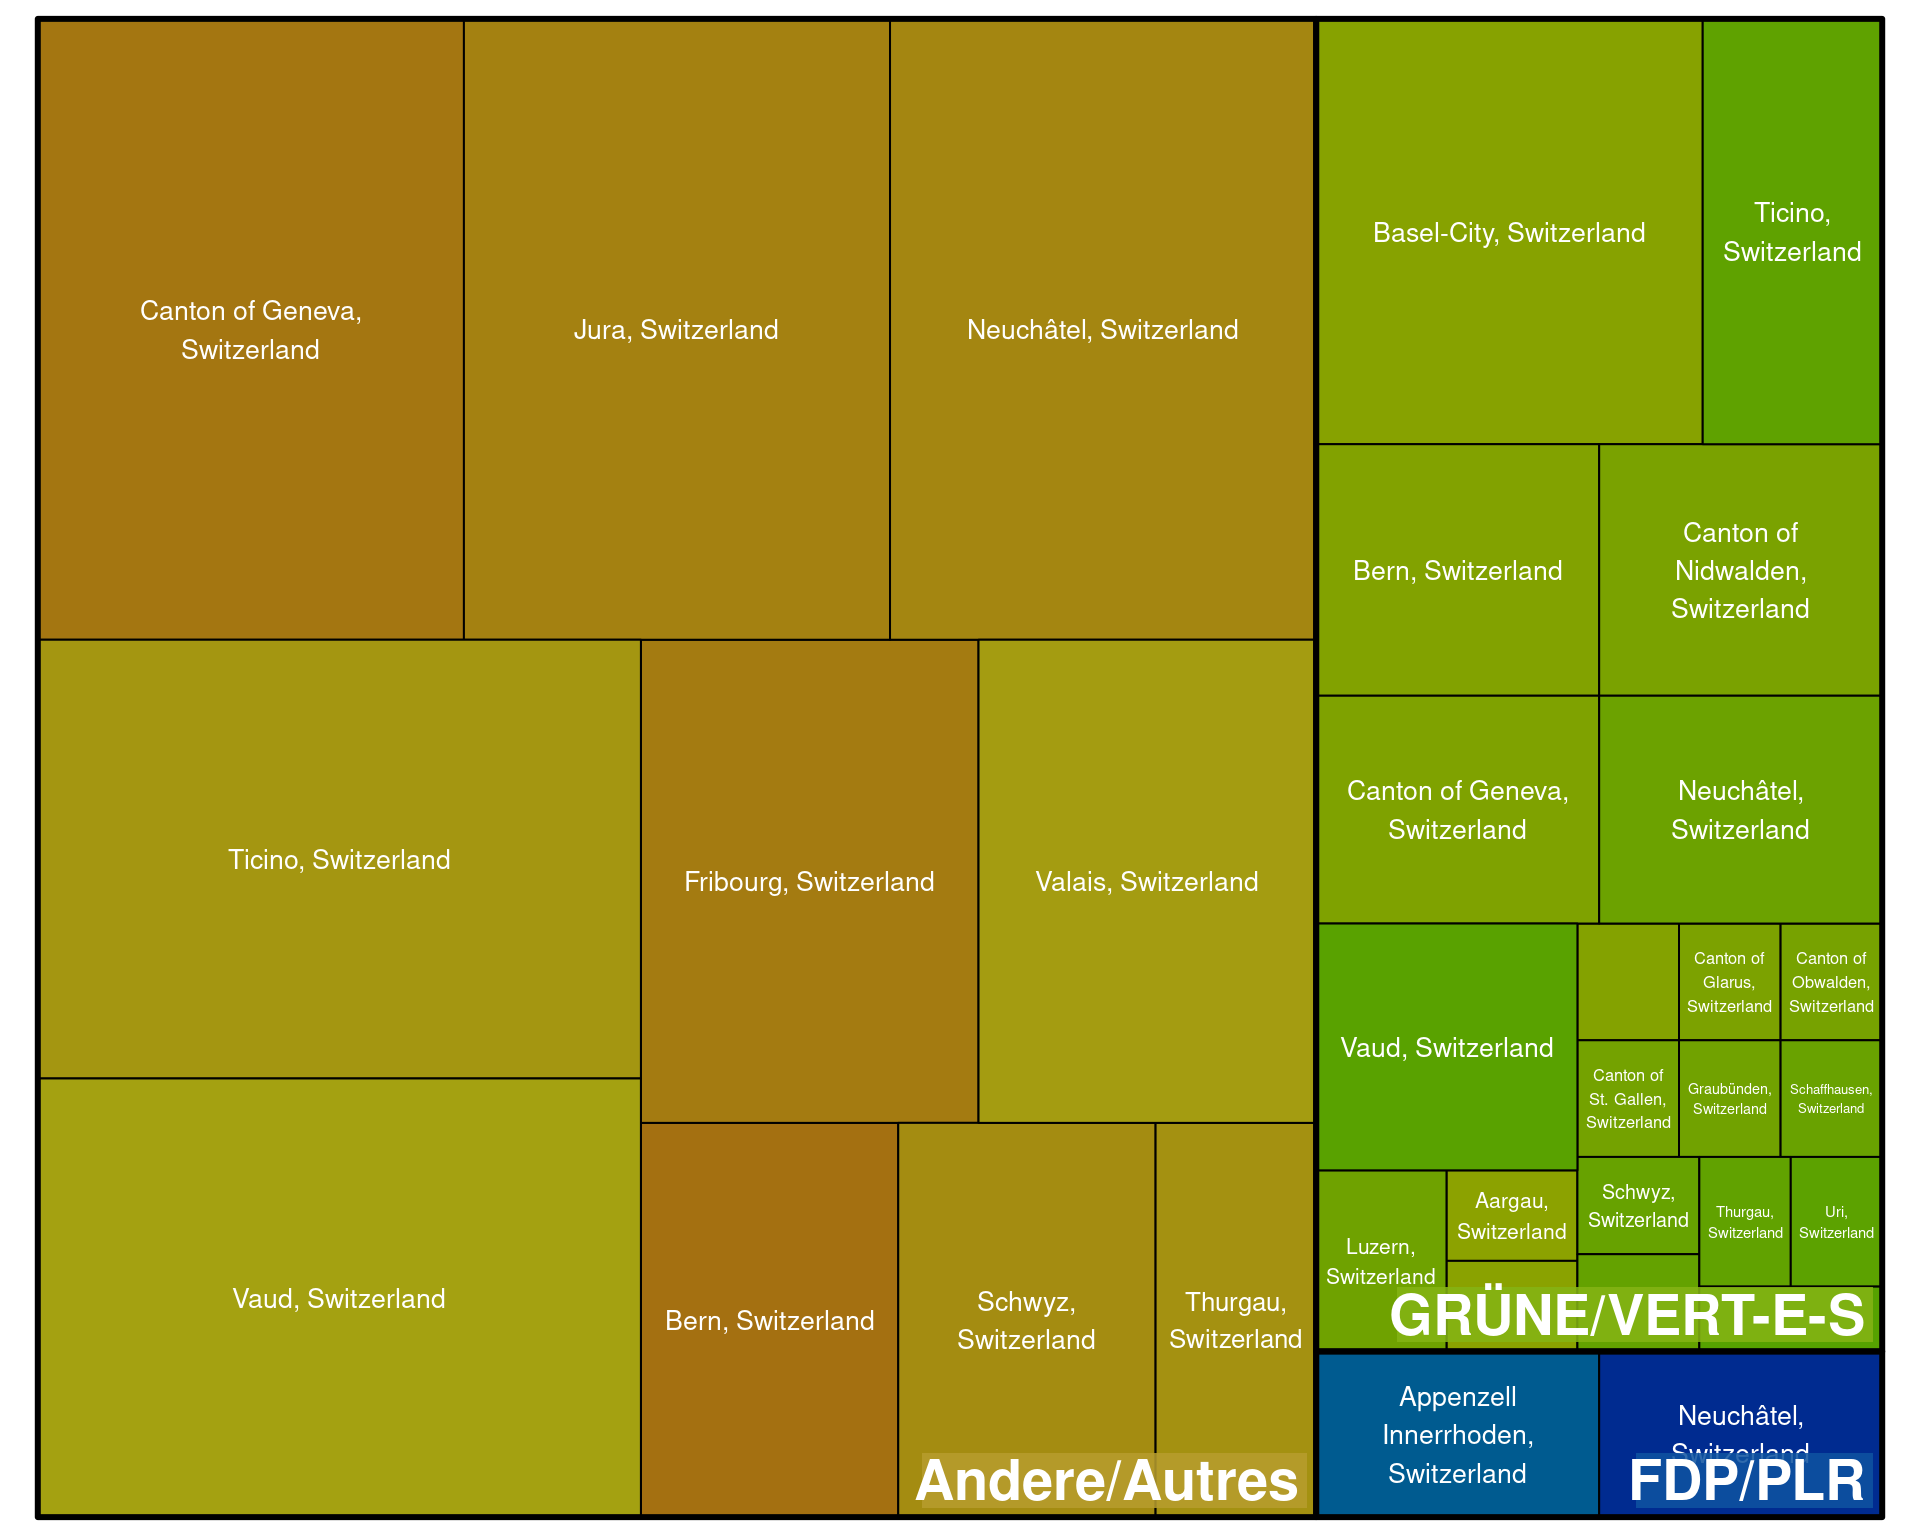 Canton of Geneva,
Switzerland
Jura, Switzerland
Neuchâtel, Switzerland
Ticino, Switzerland
Fribourg, Switzerland
Valais, Switzerland
Vaud, Switzerland
Bern, Switzerland
Schwyz,
Switzerland
Thurgau,
Switzerland
Andere/Autres
Basel-City, Switzerland
Ticino,
Switzerland
Bern, Switzerland
Canton of
Nidwalden,
Switzerland
Canton of Geneva,
Switzerland
Neuchâtel,
Switzerland
Vaud, Switzerland
Canton of
Glarus,
Switzerland
Canton of
Obwalden,
Switzerland
Canton of
St. Gallen,
Switzerland
Graubünden,
Switzerland
Schaffhausen,
Switzerland
Luzern,
Switzerland
Aargau,
Switzerland
Schwyz,
Switzerland
Thurgau,
Switzerland
Uri,
Switzerland
GRÜNE/VERT-E-S
Appenzell
Innerrhoden,
Switzerland
Neuchâtel,
Switzerland
FDP/PLR